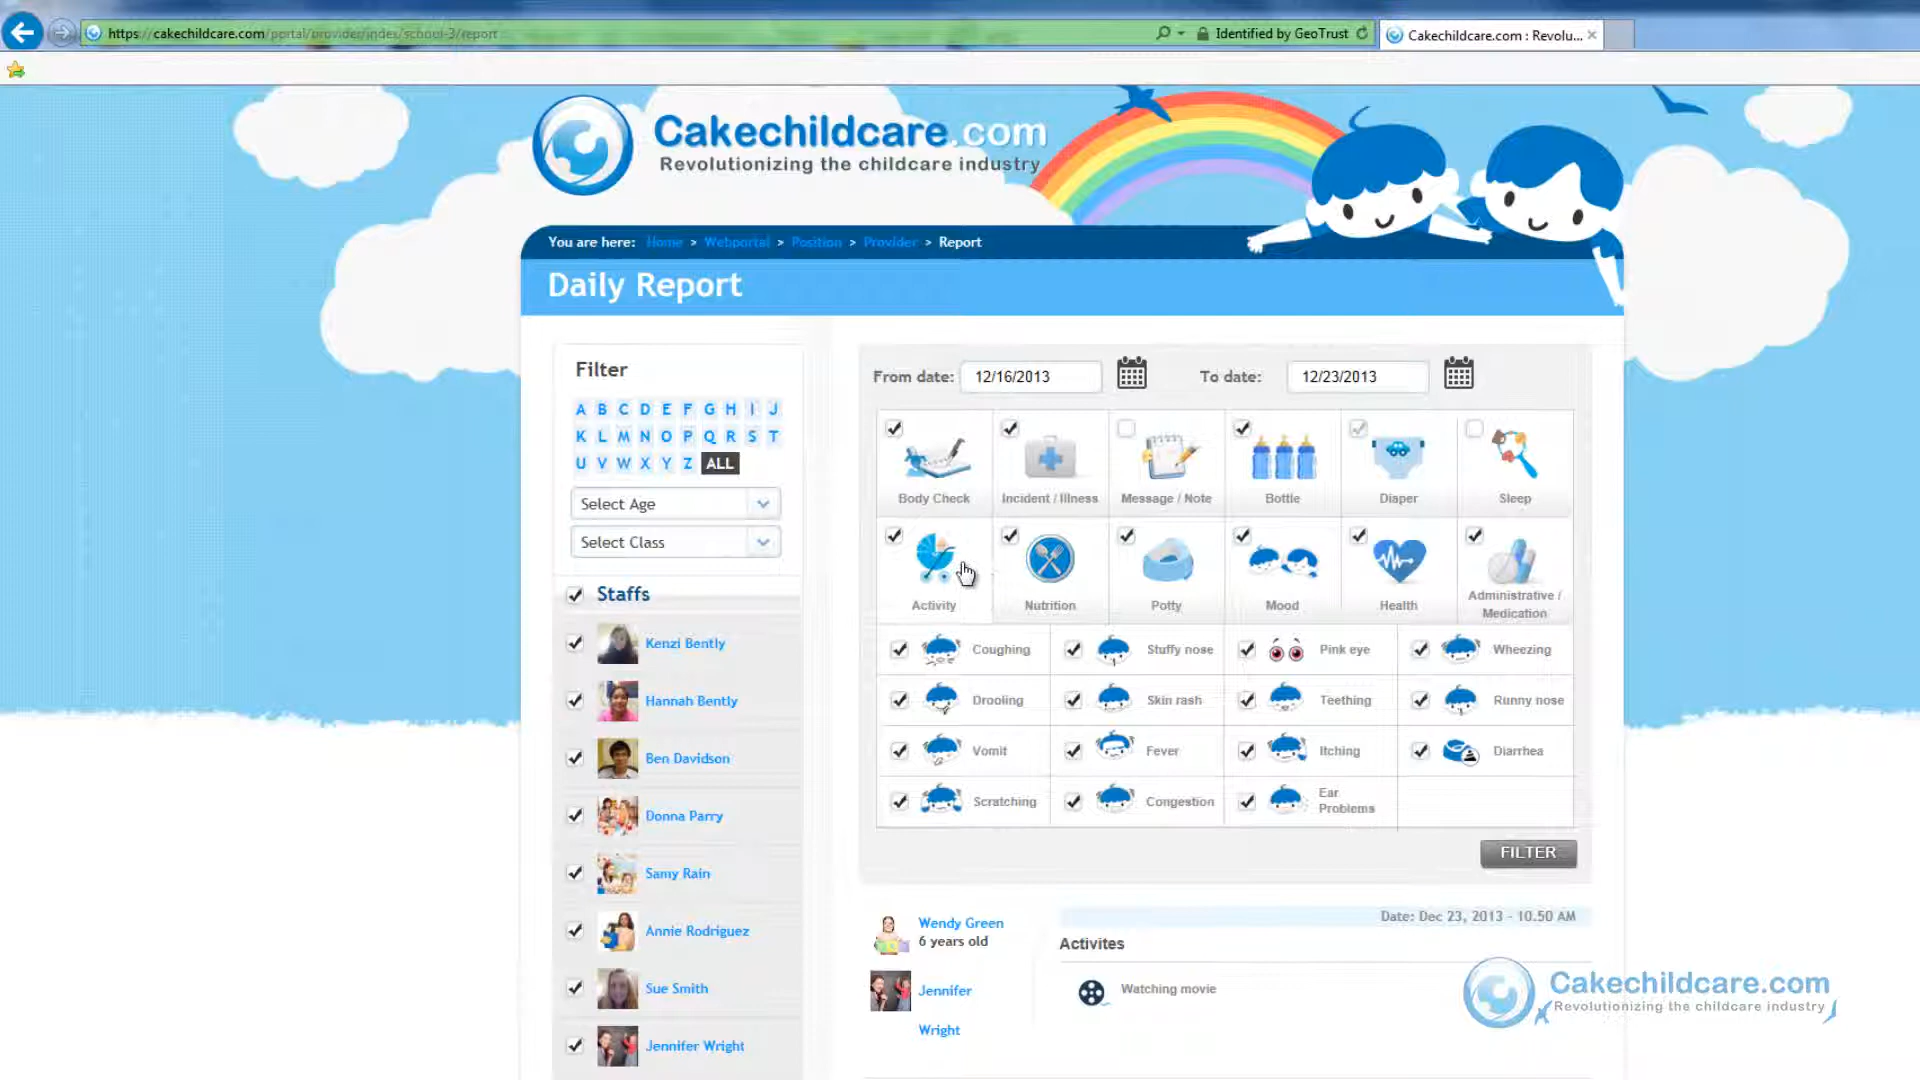 https://cakechildcare.com/portal/provider/index/school-3/report
Identified by GeoTrust
Cakechildcare.com : Revolu...
Cakechildcare.com
Revolutionizing the childcare industry
You are here: Home > Webportal > Position > Provider > Report
Daily Report
Filter
A B C D E F G H I J
K L M N O P Q R S T
U V W X Y Z ALL
Select Age
Select Class
Staffs
Kenzi Bently
Hannah Bently
Ben Davidson
Donna Parry
Samy Rain
Annie Rodriguez
Sue Smith
Jennifer Wright
From date: 12/16/2013 To date: 12/23/2013
Body Check Incident / Illness Message / Note Bottle Diaper Sleep
Activity Nutrition Potty Mood Health Administrative / Medication
Coughing Stuffy nose Pink eye Wheezing
Drooling Skin rash Teething Runny nose
Vomit Fever Itching Diarrhea
Scratching Congestion Ear Problems
FILTER
Wendy Green
6 years old
Jennifer
Wright
Date: Dec 23, 2013 - 10.50 AM
Activites
Watching movie
Cakechildcare.com
Revolutionizing the childcare industry